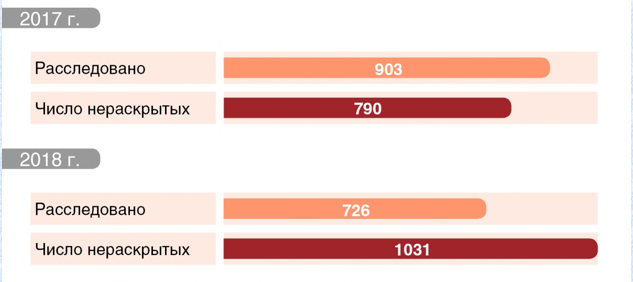 2017 г.
Расследовано 903
Число нераскрытых 790
2018 г.
Расследовано 726
Число нераскрытых 1031